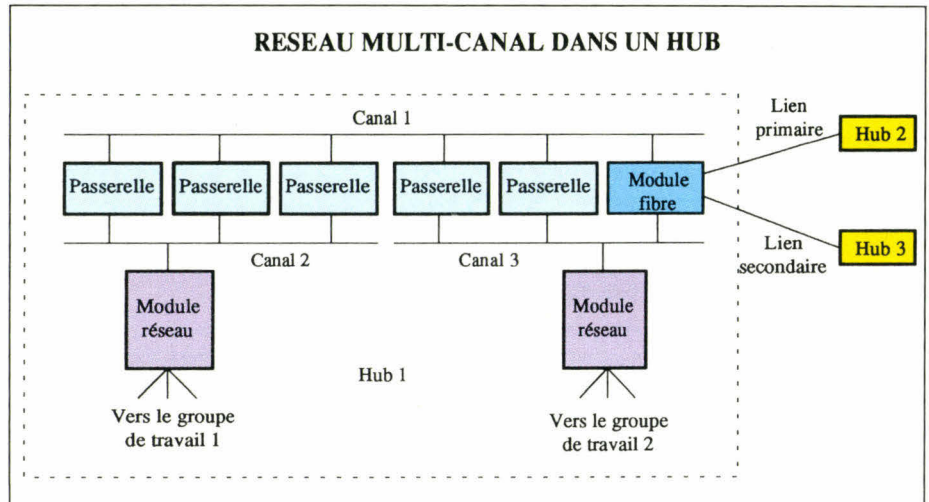 RESEAU MULTI-CANAL DANS UN HUB
Canal 1
Lien
primaire
Hub 2
Passerelle
Passerelle
Passerelle
Passerelle
Passerelle
Module
fibre
Canal 2
Canal 3
Lien
secondaire
Hub 3
Module
réseau
Module
réseau
Hub 1
Vers le groupe
de travail 1
Vers le groupe
de travail 2